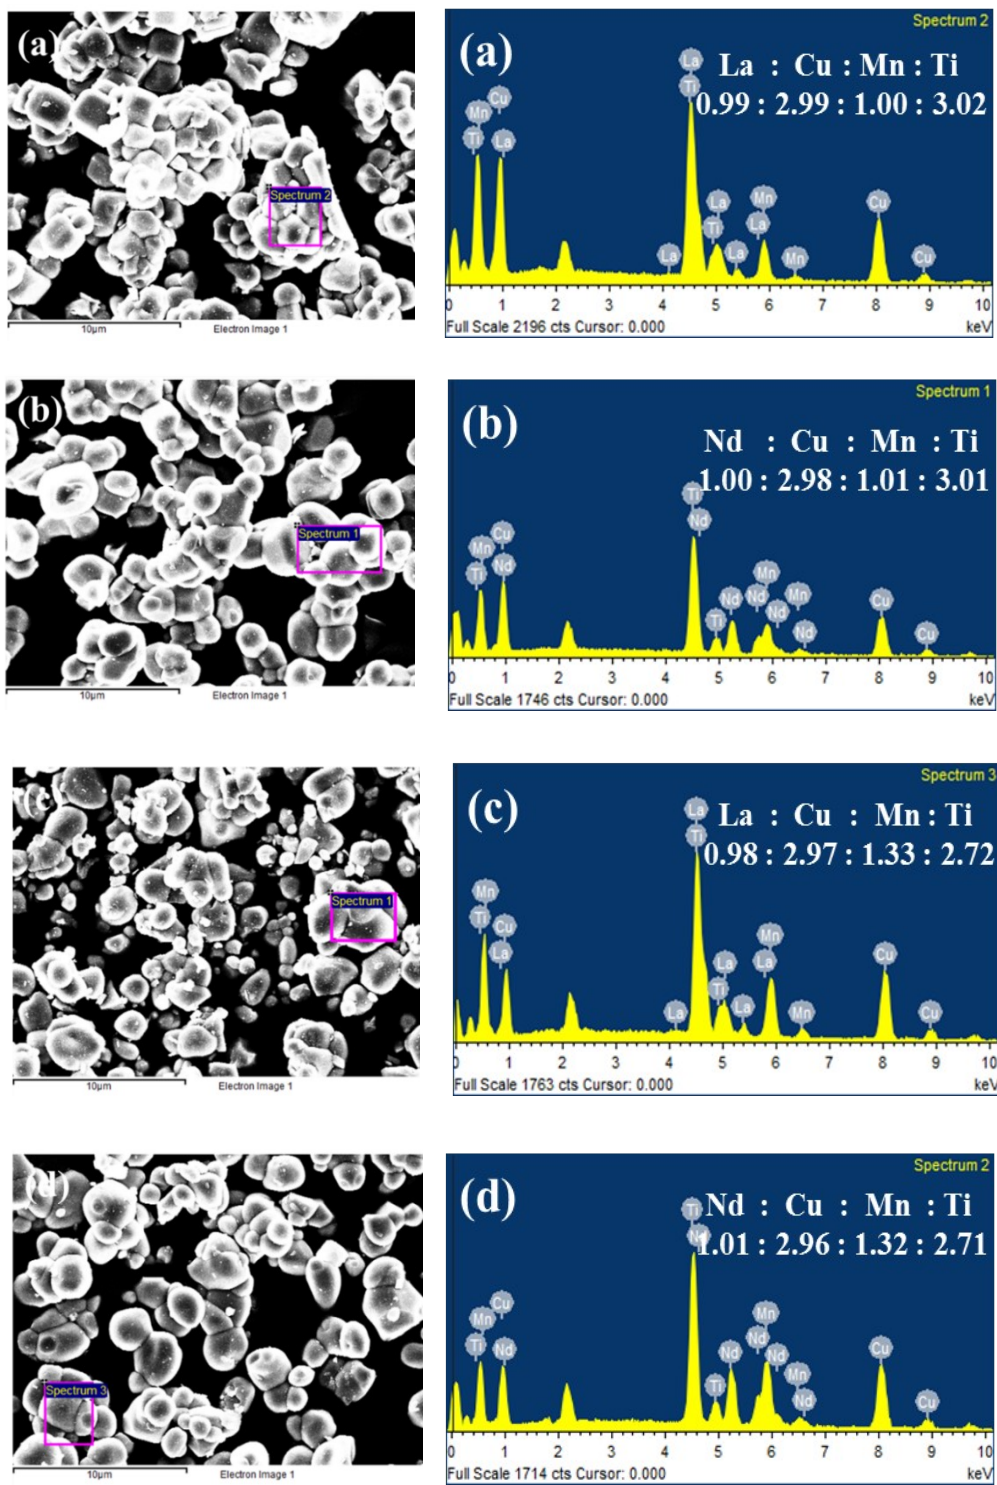 (a)
Spectrum 2
10µm
Electron Image 1
Spectrum 2
(a)
La : Cu : Mn : Ti
0.99 : 2.99 : 1.00 : 3.02
La
Ti
Cu
Mn
Ti
La
La
Ti
La
La
Mn
La
Mn
Cu
Cu
0 1 2 3 4 5 6 7 8 9 10
Full Scale 2196 cts Cursor: 0.000
keV
(b)
Spectrum 1
10µm
Electron Image 1
Spectrum 1
(b)
Nd : Cu : Mn : Ti
1.00 : 2.98 : 1.01 : 3.01
Ti
Nd
Cu
Mn
Ti
Nd
Ti
Nd
Mn
Nd
Nd
Mn
Nd
Cu
Cu
0 1 2 3 4 5 6 7 8 9 10
Full Scale 1746 cts Cursor: 0.000
keV
Spectrum 1
10µm
Electron Image 1
Spectrum 3
(c)
La : Cu : Mn : Ti
0.98 : 2.97 : 1.33 : 2.72
La
Ti
Mn
Ti
Cu
La
La
La
Ti
La
Mn
La
Mn
Cu
Cu
0 1 2 3 4 5 6 7 8 9 10
Full Scale 1763 cts Cursor: 0.000
keV
(d)
Spectrum 3
10µm
Electron Image 1
Spectrum 2
(d)
Nd : Cu : Mn : Ti
1.01 : 2.96 : 1.32 : 2.71
Ti
Nd
Cu
Mn
Ti
Nd
Nd
Ti
Mn
Nd
Nd
Mn
Nd
Cu
Cu
0 1 2 3 4 5 6 7 8 9 10
Full Scale 1714 cts Cursor: 0.000
keV